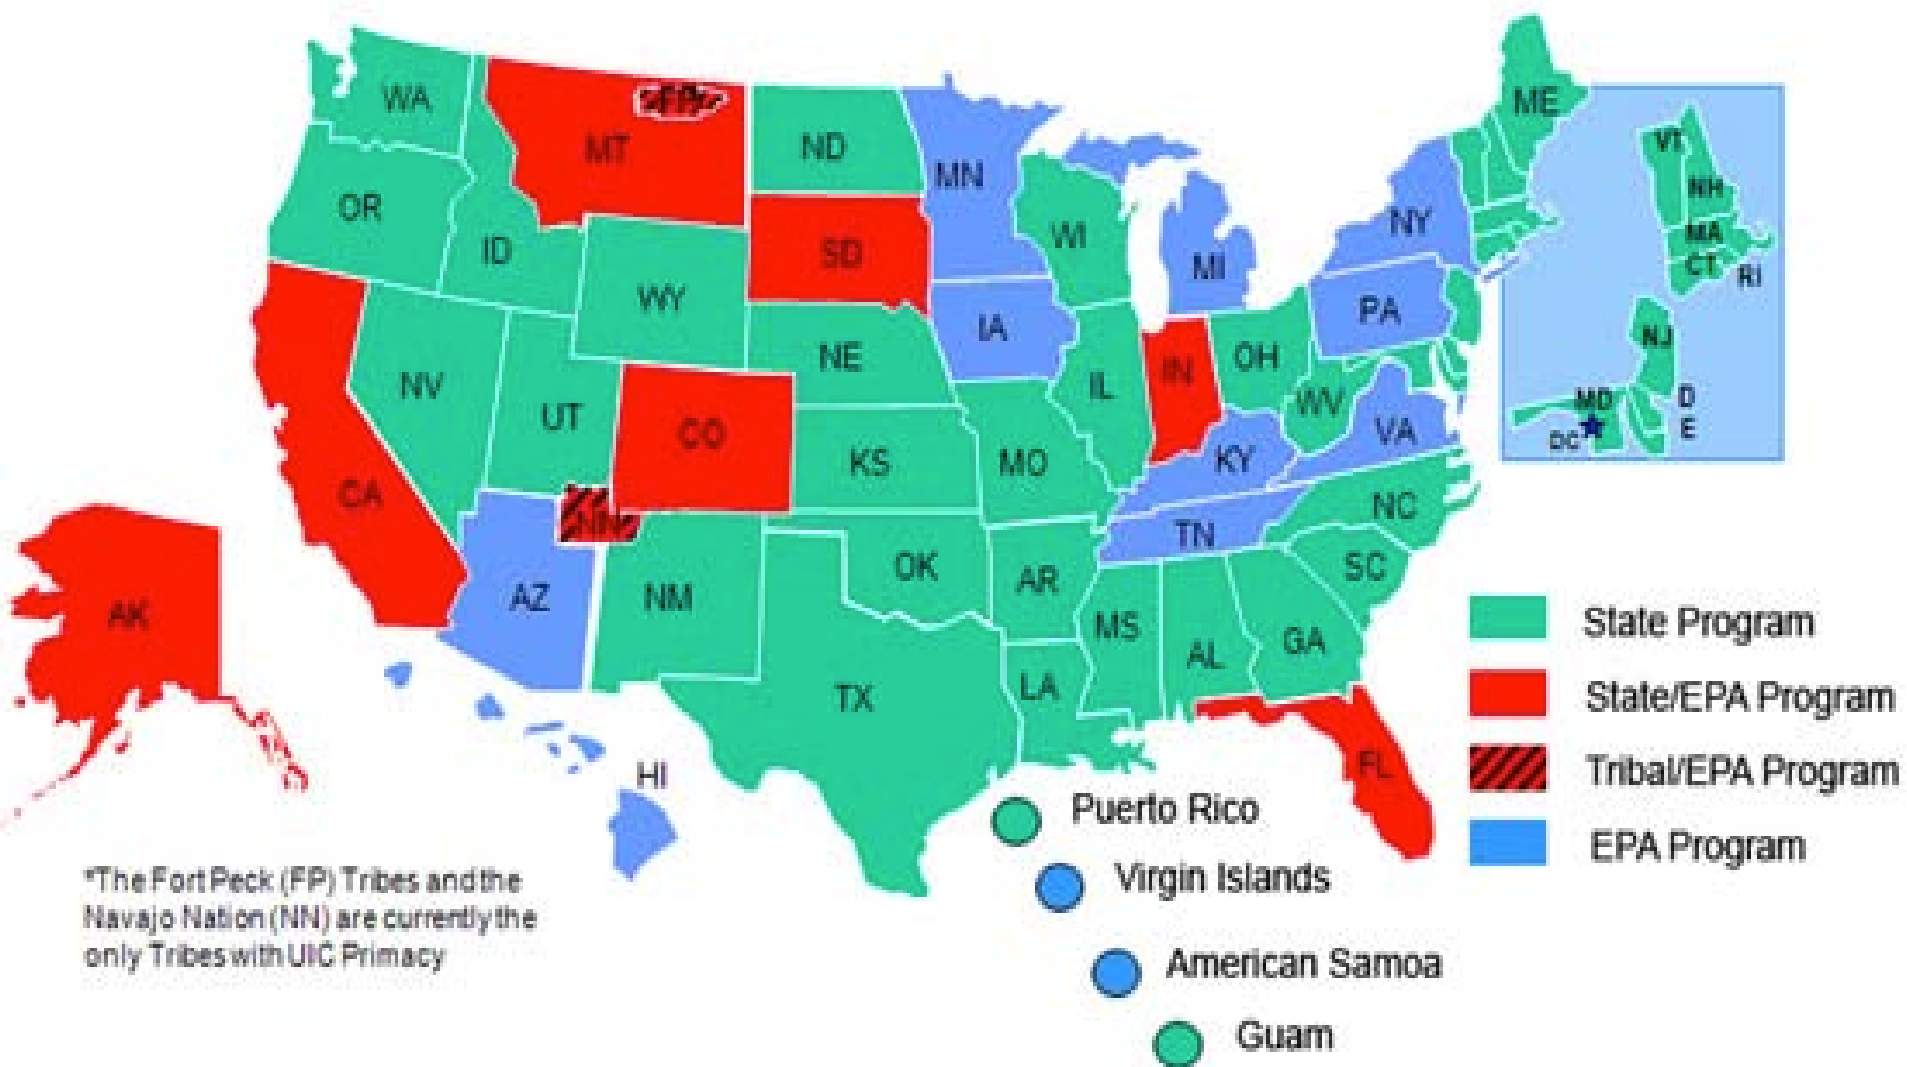 WA
MT
FP
ND
MN
ME
OR
ID
SD
WI
MI
NY
VT
NH
MA
CT
RI
WY
IA
PA
NE
NV
UT
CO
IL
IN
OH
WV
VA
NJ
MD
D
E
DC
KS
MO
KY
CA
NN
NC
TN
AK
AZ
NM
OK
AR
SC
MS
AL
GA
TX
LA
FL
HI
State Program
State/EPA Program
Tribal/EPA Program
EPA Program
Puerto Rico
Virgin Islands
American Samoa
Guam
*The Fort Peck (FP) Tribes and the
Navajo Nation (NN) are currently the
only Tribes with UIC Primacy